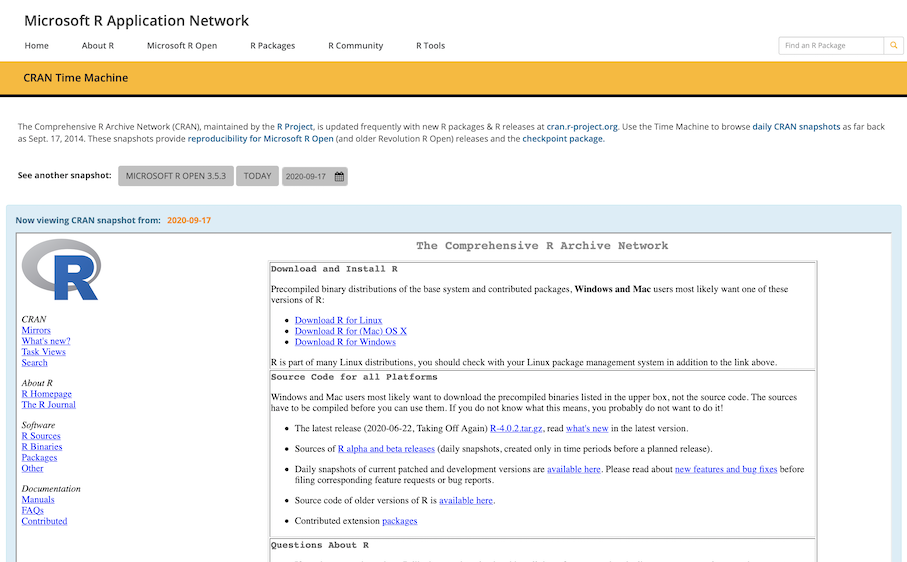 Microsoft R Application Network
Home About R Microsoft R Open R Packages R Community R Tools Find an R Package
CRAN Time Machine
The Comprehensive R Archive Network (CRAN), maintained by the R Project, is updated frequently with new R packages & R releases at cran.r-project.org. Use the Time Machine to browse daily CRAN snapshots as far back
as Sept. 17, 2014. These snapshots provide reproducibility for Microsoft R Open (and older Revolution R Open) releases and the checkpoint package.
See another snapshot: MICROSOFT R OPEN 3.5.3 TODAY 2020-09-17
Now viewing CRAN snapshot from: 2020-09-17
R
CRAN
Mirrors
What's new?
Task Views
Search
About R
R Homepage
The R Journal
Software
R Sources
R Binaries
Packages
Other
Documentation
Manuals
FAQs
Contributed
The Comprehensive R Archive Network
Download and Install R
Precompiled binary distributions of the base system and contributed packages, Windows and Mac users most likely want one of these
versions of R:
• Download R for Linux
• Download R for (Mac) OS X
• Download R for Windows
R is part of many Linux distributions, you should check with your Linux package management system in addition to the link above.
Source Code for all Platforms
Windows and Mac users most likely want to download the precompiled binaries listed in the upper box, not the source code. The sources
have to be compiled before you can use them. If you do not know what this means, you probably do not want to do it!
• The latest release (2020-06-22, Taking Off Again) R-4.0.2.tar.gz, read what's new in the latest version.
• Sources of R alpha and beta releases (daily snapshots, created only in time periods before a planned release).
• Daily snapshots of current patched and development versions are available here. Please read about new features and bug fixes before
filing corresponding feature requests or bug reports.
• Source code of older versions of R is available here.
• Contributed extension packages
Questions About R